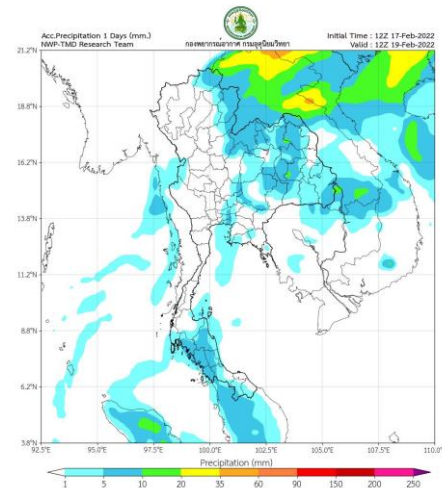 Acc.Precipitation 1 Days (mm.)
NWP-TMD Research Team
กองพยากรณ์อากาศ กรมอุตุนิยมวิทยา
Initial Time : 12Z 17-Feb-2022
Valid : 12Z 19-Feb-2022
21.2°N
18.8°N
16.2°N
13.8°N
11.2°N
8.8°N
6.2°N
3.8°N
92.5°E 95.0°E 97.5°E 100.0°E 102.5°E 105.0°E 107.5°E 110.0°E
Precipitation (mm)
1 5 10 20 35 60 90 150 200 250